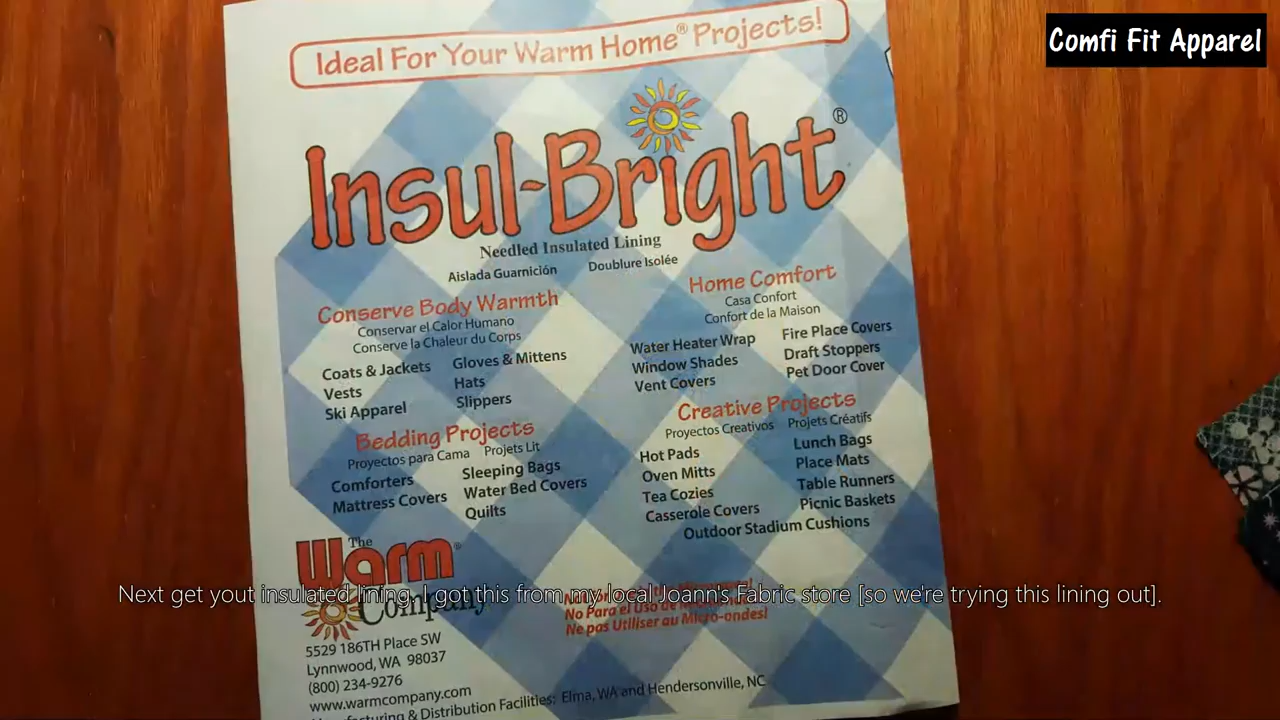 Comfi Fit Apparel
Ideal For Your Warm Home® Projects!
Insul-Bright®
Needled Insulated Lining
Aislada Guarnición Doublure Isolée
Conserve Body Warmth
Conservar el Calor Humano
Conserve la Chaleur du Corps
Coats & Jackets Gloves & Mittens
Vests Hats
Ski Apparel Slippers
Bedding Projects
Proyectos para Cama Projets Lit
Comforters Sleeping Bags
Mattress Covers Water Bed Covers
Quilts
Home Comfort
Casa Confort
Confort de la Maison
Water Heater Wrap Fire Place Covers
Window Shades Draft Stoppers
Vent Covers Pet Door Cover
Creative Projects
Proyectos Creativos Projets Créatifs
Hot Pads Lunch Bags
Oven Mitts Place Mats
Tea Cozies Table Runners
Casserole Covers Picnic Baskets
Outdoor Stadium Cushions
The
Warm®
Company
Next get yout insulated lining. I got this from my local Joann's Fabric store [so we're trying this lining out].
No Para el Uso de
Ne pas Utiliser au Micro-ondes!
5529 186TH Place SW
Lynnwood, WA 98037
(800) 234-9276
www.warmcompany.com
Manufacturing & Distribution Facilities: Elma, WA and Hendersonville, NC